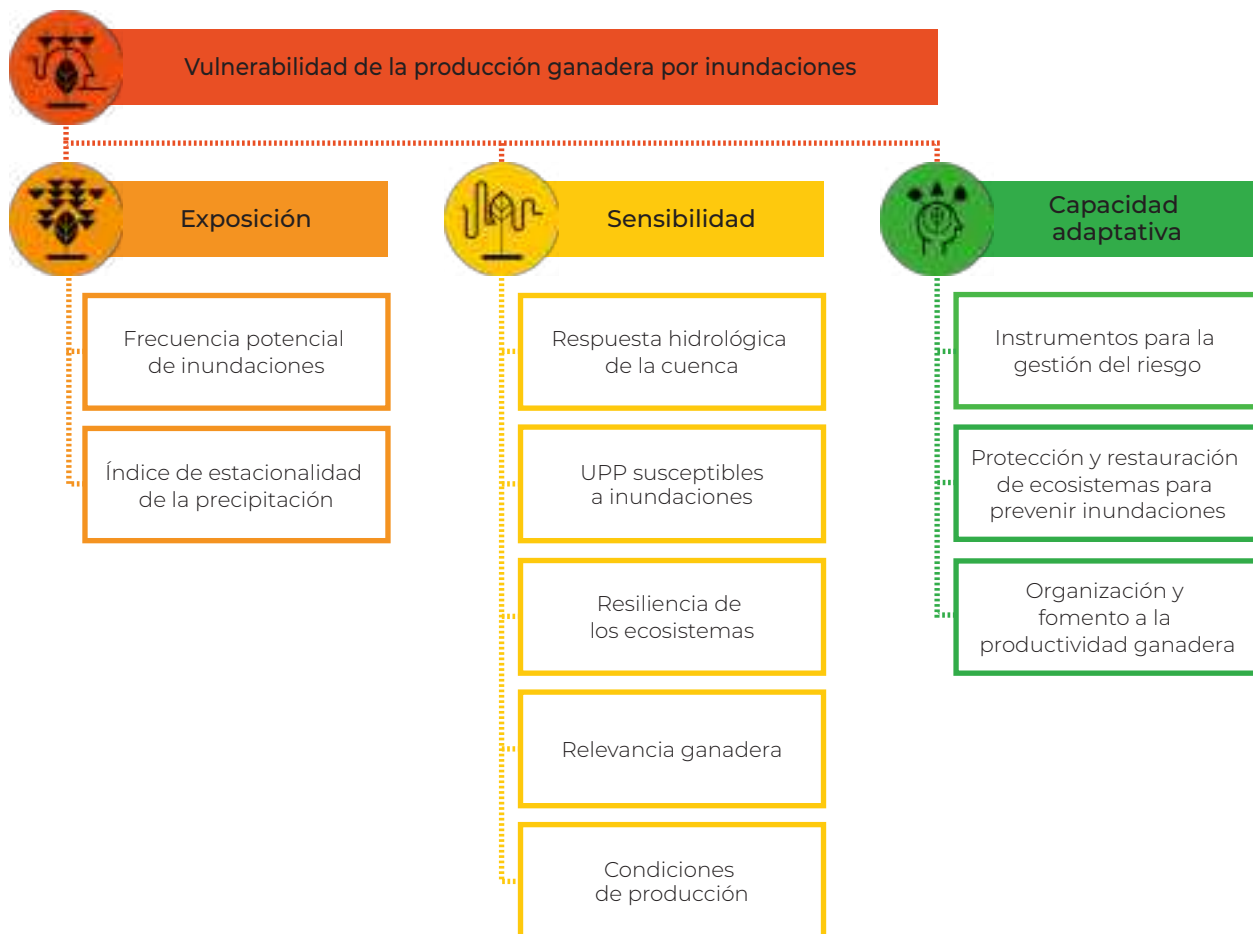 Vulnerabilidad de la producción ganadera por inundaciones
Exposición
Frecuencia potencial
de inundaciones
Índice de estacionalidad
de la precipitación
Sensibilidad
Respuesta hidrológica
de la cuenca
UPP susceptibles
a inundaciones
Resiliencia de
los ecosistemas
Relevancia ganadera
Condiciones
de producción
Capacidad
adaptativa
Instrumentos para la
gestión del riesgo
Protección y restauración
de ecosistemas para
prevenir inundaciones
Organización y
fomento a la
productividad ganadera